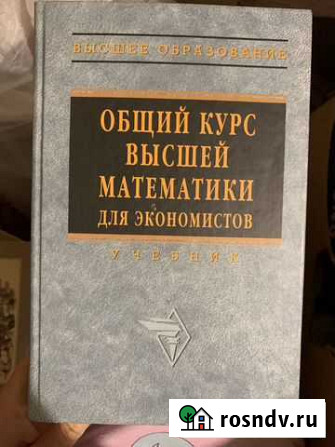 ВЫСШЕЕ ОБРАЗОВАНИЕ
ОБЩИЙ КУРС
ВЫСШЕЙ
МАТЕМАТИКИ
ДЛЯ ЭКОНОМИСТОВ
УЧЕБНИК
rosndv.ru